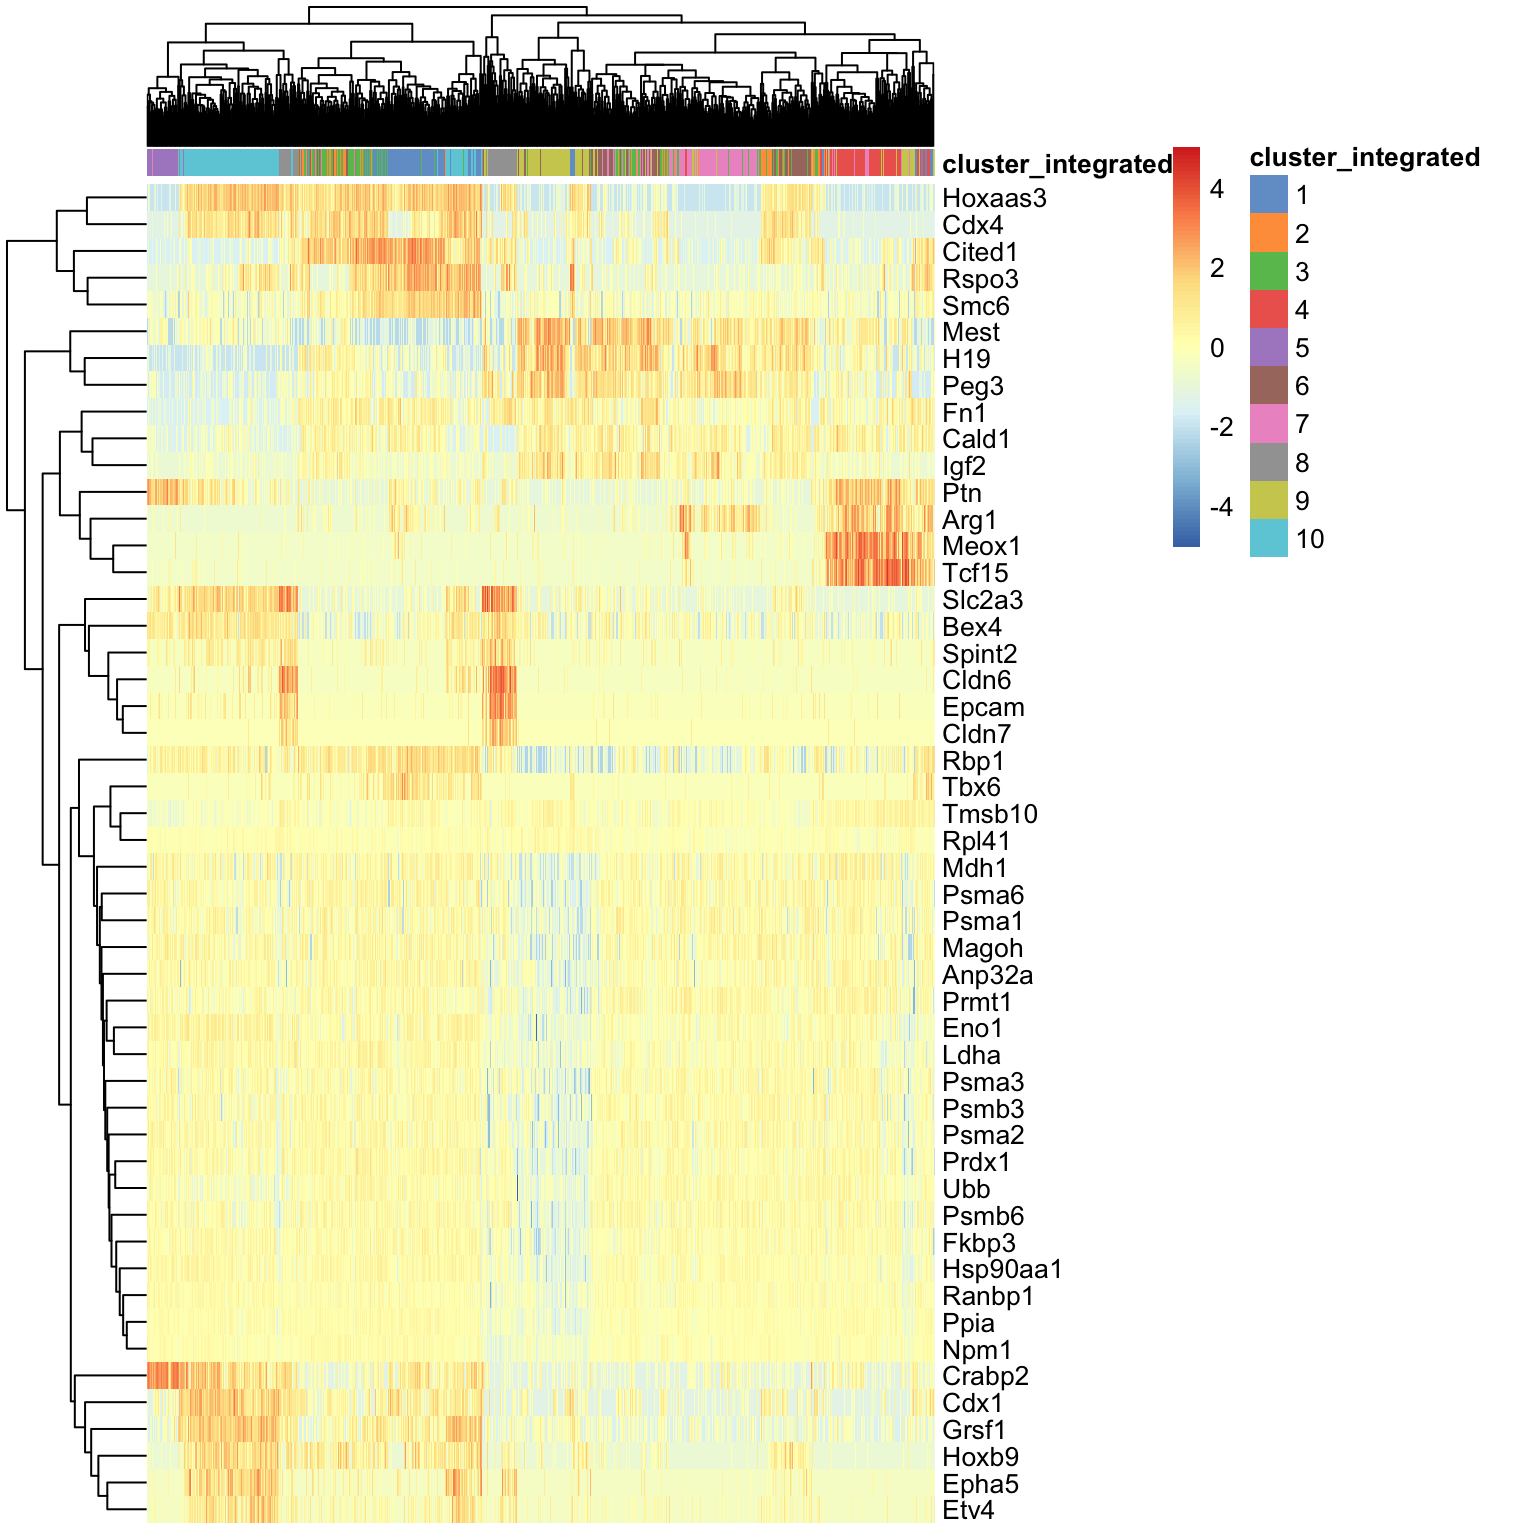 cluster_integrated
Hoxaas3
Cdx4
Cited1
Rspo3
Smc6
Mest
H19
Peg3
Fn1
Cald1
Igf2
Ptn
Arg1
Meox1
Tcf15
Slc2a3
Bex4
Spint2
Cldn6
Epcam
Cldn7
Rbp1
Tbx6
Tmsb10
Rpl41
Mdh1
Psma6
Psma1
Magoh
Anp32a
Prmt1
Eno1
Ldha
Psma3
Psmb3
Psma2
Prdx1
Ubb
Psmb6
Fkbp3
Hsp90aa1
Ranbp1
Ppia
Npm1
Crabp2
Cdx1
Grsf1
Hoxb9
Epha5
Etv4
4
2
0
-2
-4
cluster_integrated
1
2
3
4
5
6
7
8
9
10